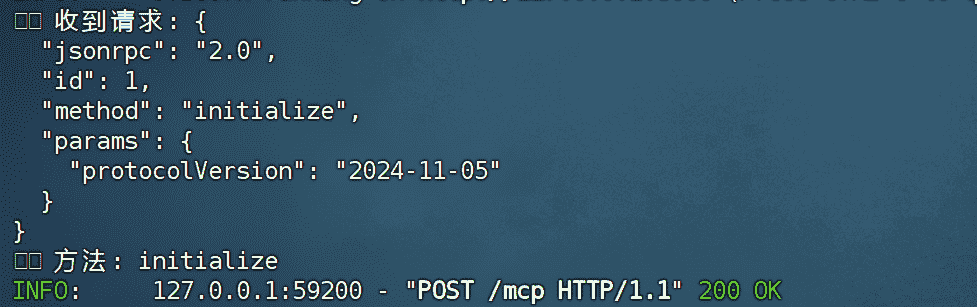 收到请求: {
  "jsonrpc": "2.0",
  "id": 1,
  "method": "initialize",
  "params": {
    "protocolVersion": "2024-11-05"
  }
}
方法: initialize
INFO:     127.0.0.1:59200 - "POST /mcp HTTP/1.1" 200 OK